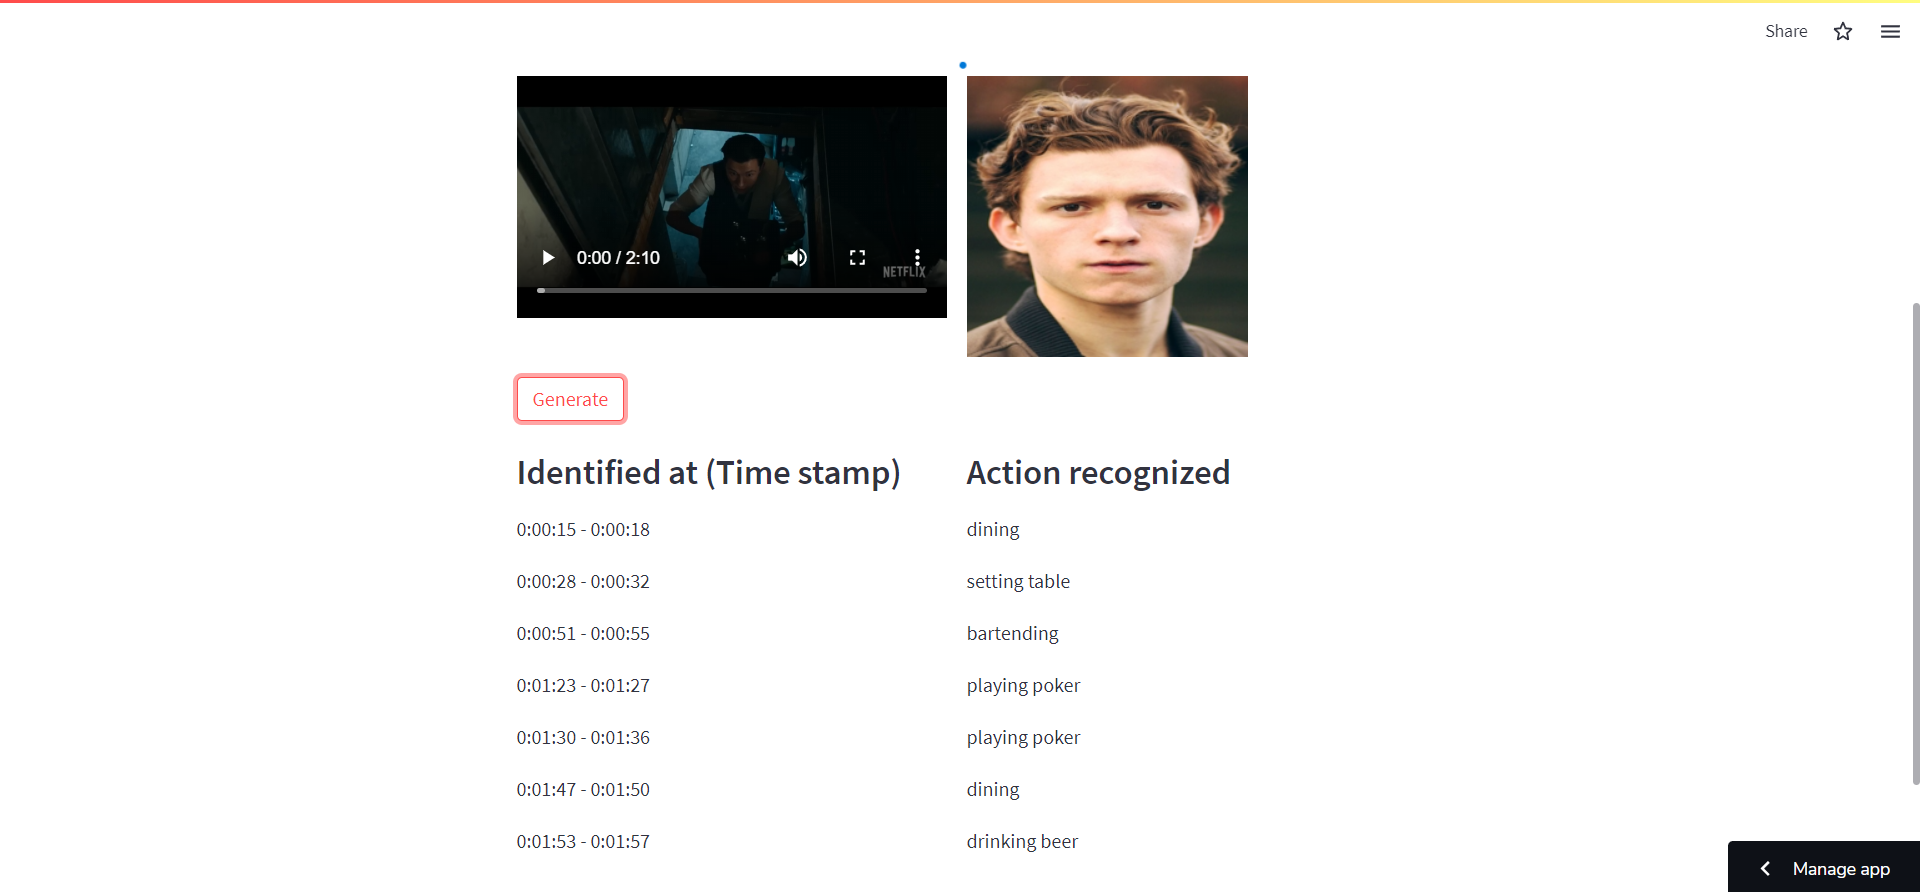 Share
0:00 / 2:10
NETFLIX
Generate
Identified at (Time stamp) Action recognized
0:00:15 - 0:00:18 dining
0:00:28 - 0:00:32 setting table
0:00:51 - 0:00:55 bartending
0:01:23 - 0:01:27 playing poker
0:01:30 - 0:01:36 playing poker
0:01:47 - 0:01:50 dining
0:01:53 - 0:01:57 drinking beer
Manage app